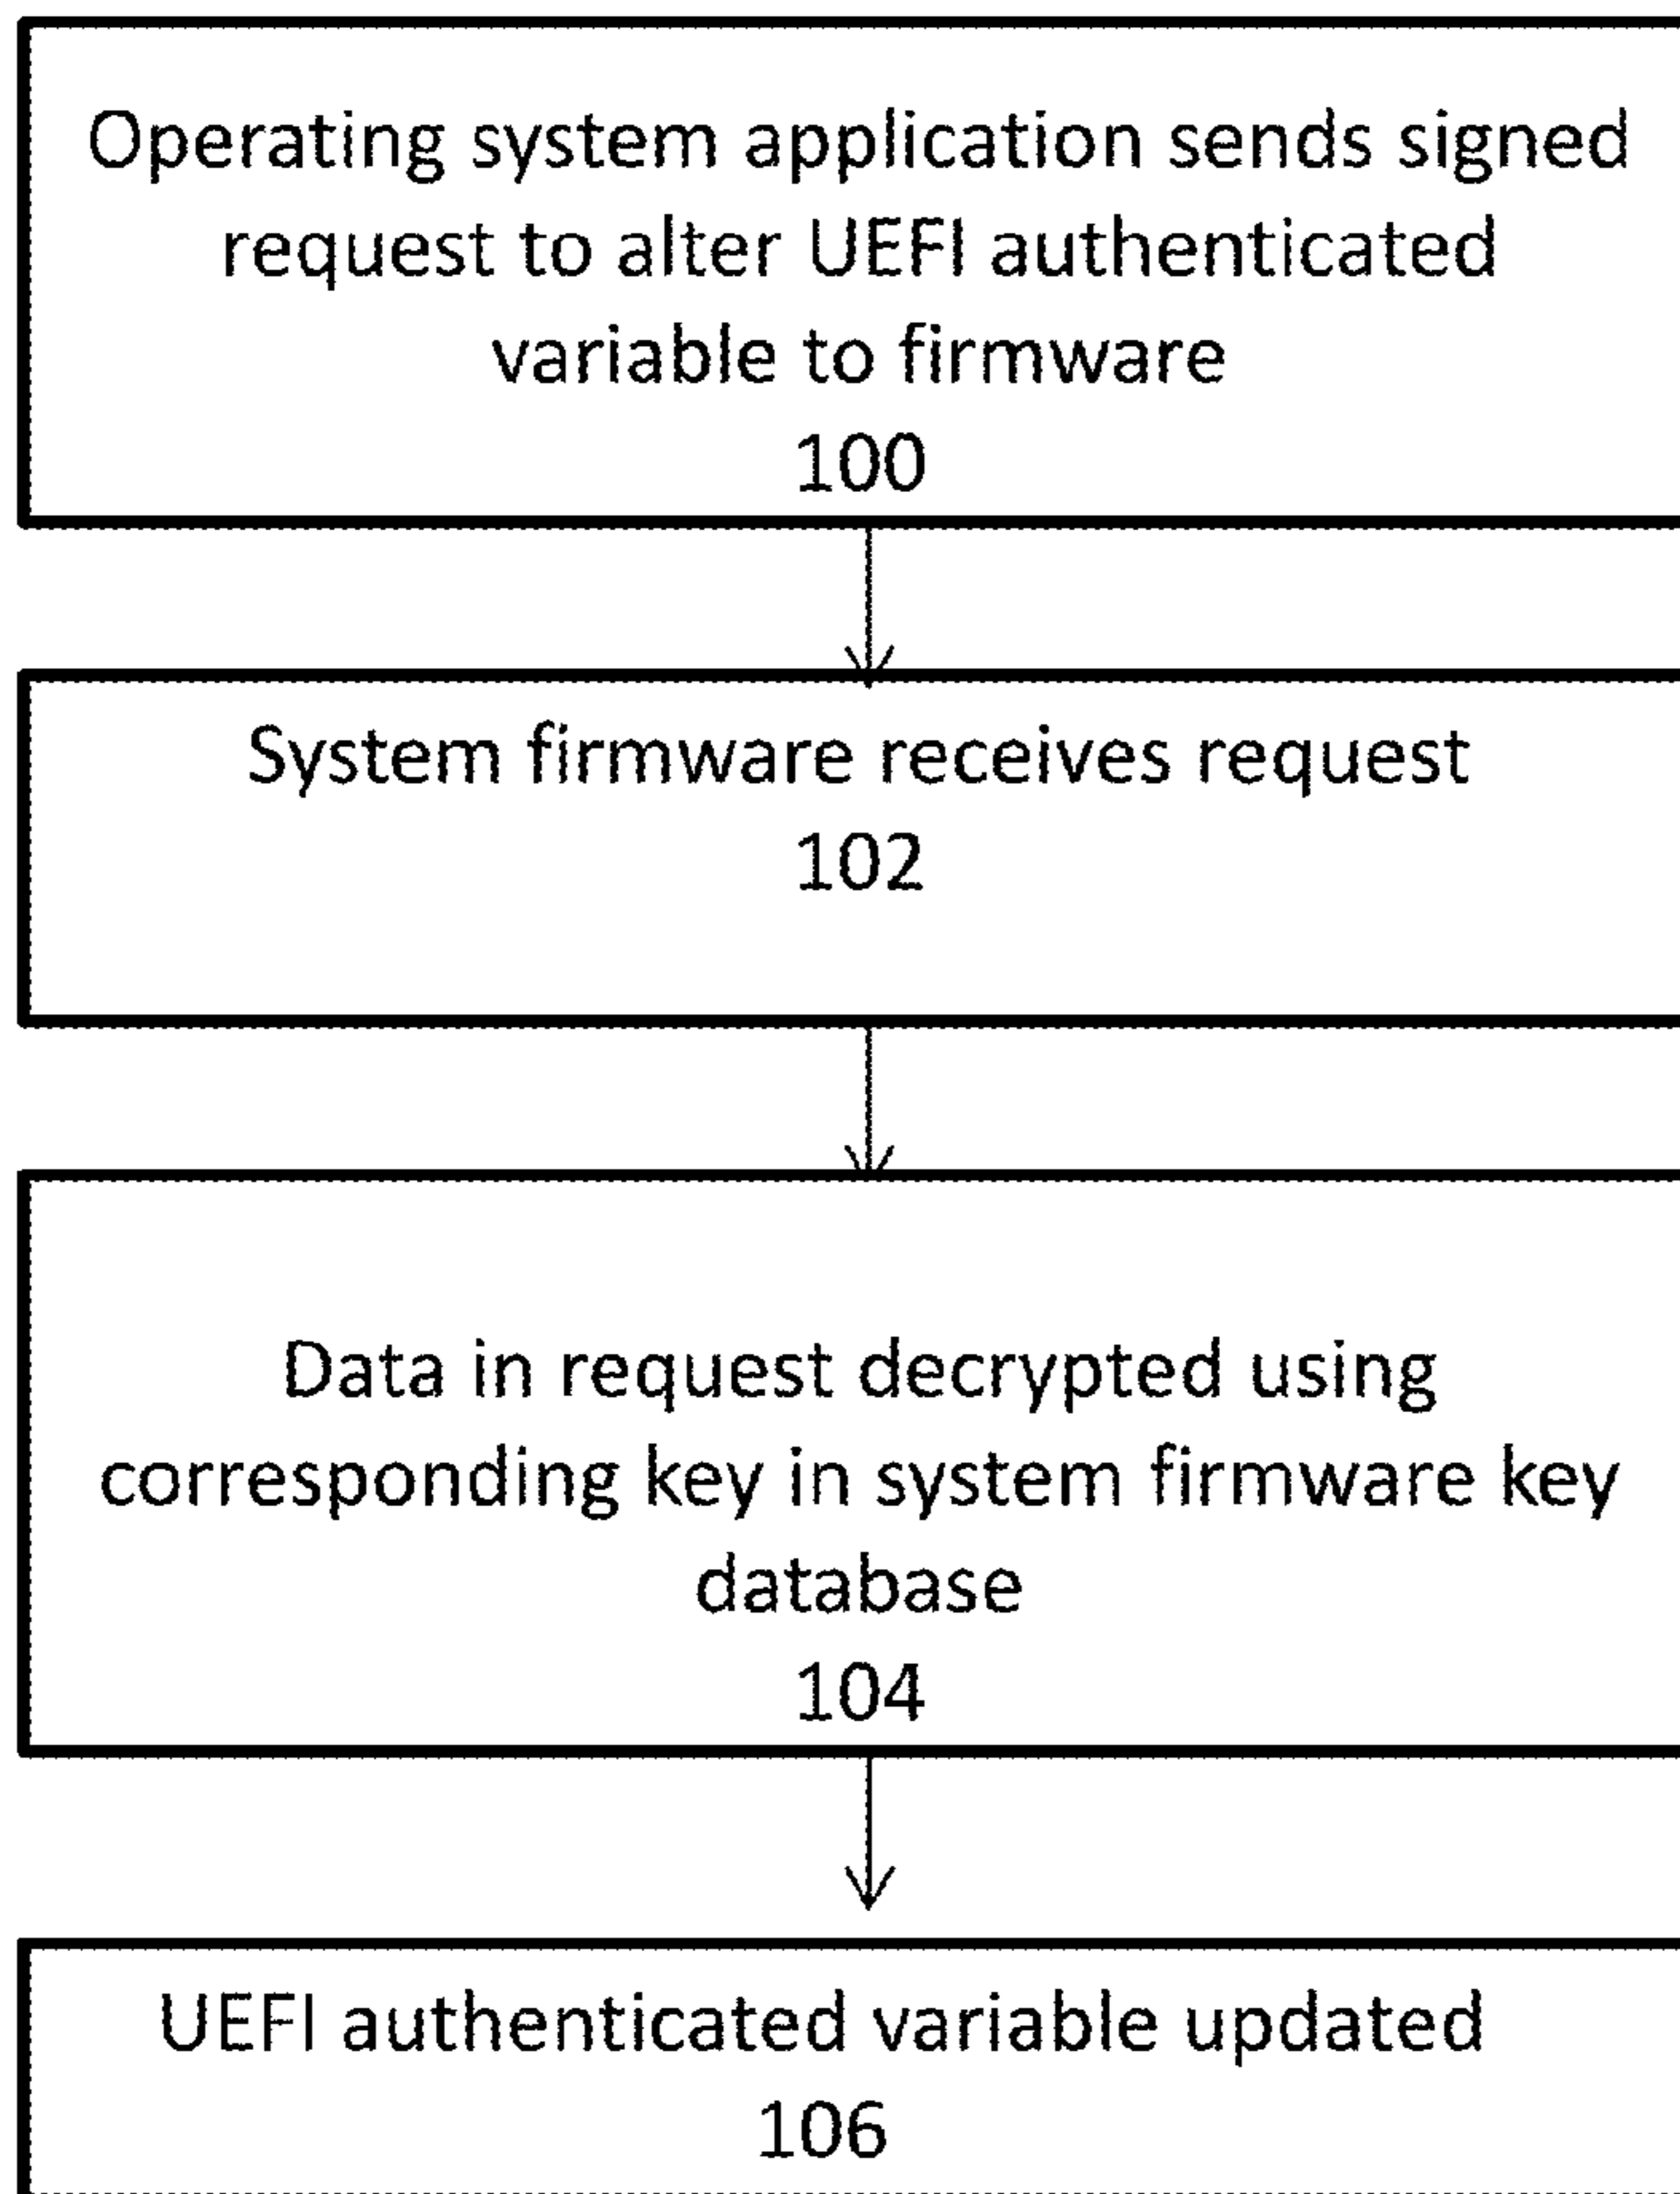 Operating system application sends signed
request to alter UEFI authenticated
variable to firmware
100
System firmware receives request
102
Data in request decrypted using
corresponding key in system firmware key
database
104
UEFI authenticated variable updated
106